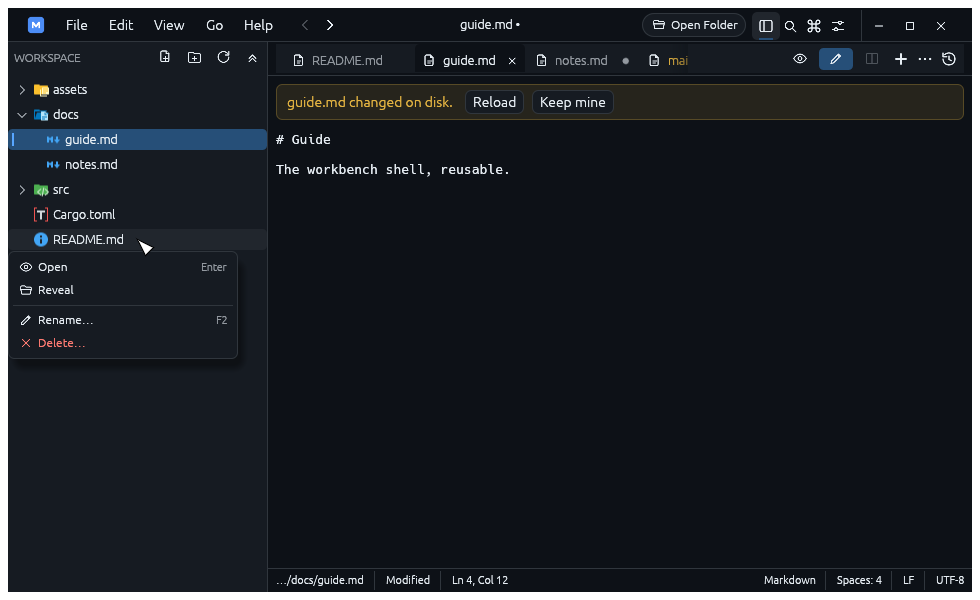 M File Edit View Go Help guide.md • Open Folder
WORKSPACE
README.md guide.md notes.md mai
assets
docs
guide.md
notes.md
src
Cargo.toml
README.md
Open Enter
Reveal
Rename... F2
Delete...
guide.md changed on disk. Reload Keep mine
# Guide
The workbench shell, reusable.
.../docs/guide.md Modified Ln 4, Col 12 Markdown Spaces: 4 LF UTF-8